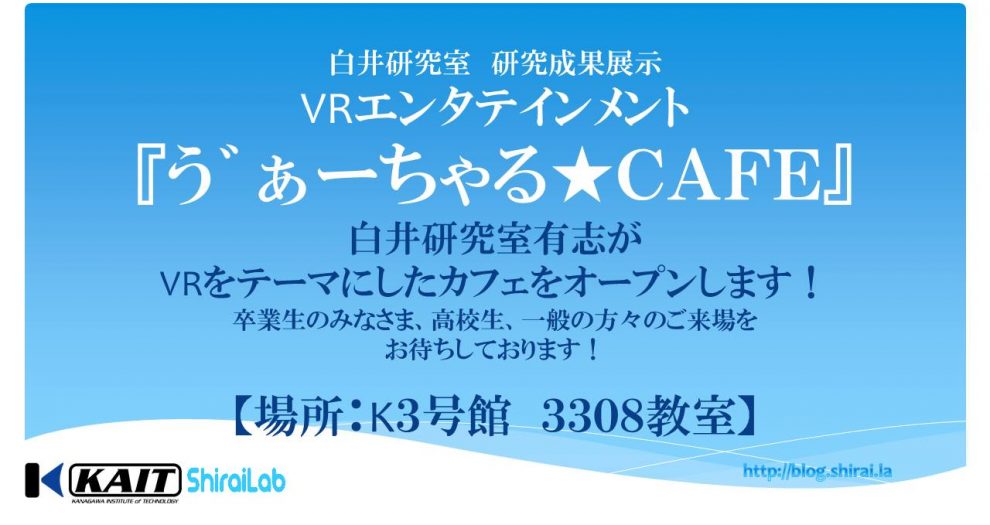 白井研究室　研究成果展示
VRエンタテインメント
『う゛ぁーちゃる★CAFE』
白井研究室有志が
VRをテーマにしたカフェをオープンします！
卒業生のみなさま、高校生、一般の方々のご来場を
お待ちしております！
【場所：K3号館　3308教室】
KAIT ShiraiLab
KANAGAWA INSTITUTE of TECHNOLOGY
http://blog.shirai.la